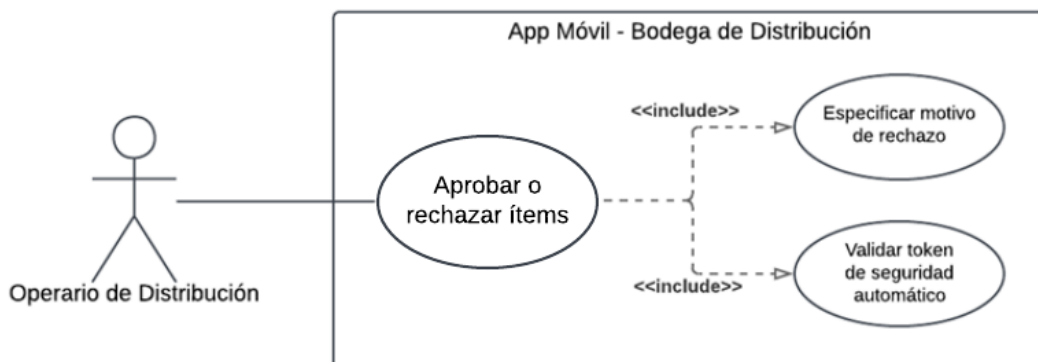 App Móvil - Bodega de Distribución
<<include>>
Especificar motivo
de rechazo
Aprobar o
rechazar ítems
Validar token
de seguridad
automático
<<include>>
Operario de Distribución